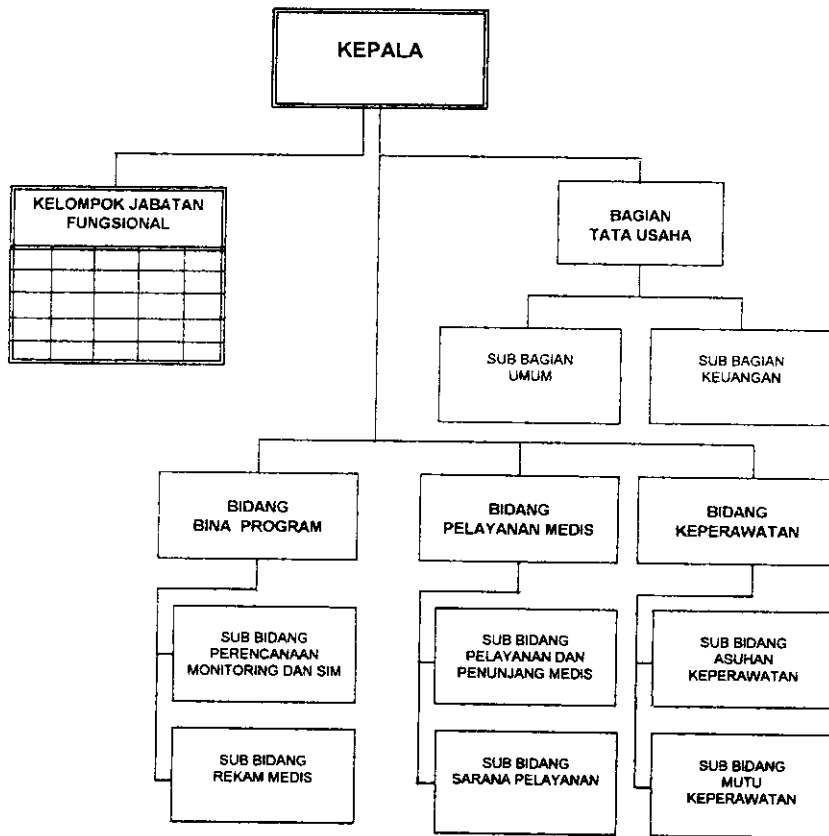 KEPALA
KELOMPOK JABATAN
FUNGSIONAL
BAGIAN
TATA USAHA
SUB BAGIAN
UMUM
SUB BAGIAN
KEUANGAN
BIDANG
BINA PROGRAM
BIDANG
PELAYANAN MEDIS
BIDANG
KEPERAWATAN
SUB BIDANG
PERENCANAAN
MONITORING DAN SIM
SUB BIDANG
PELAYANAN DAN
PENUNJANG MEDIS
SUB BIDANG
ASUHAN
KEPERAWATAN
SUB BIDANG
REKAM MEDIS
SUB BIDANG
SARANA PELAYANAN
SUB BIDANG
MUTU
KEPERAWATAN